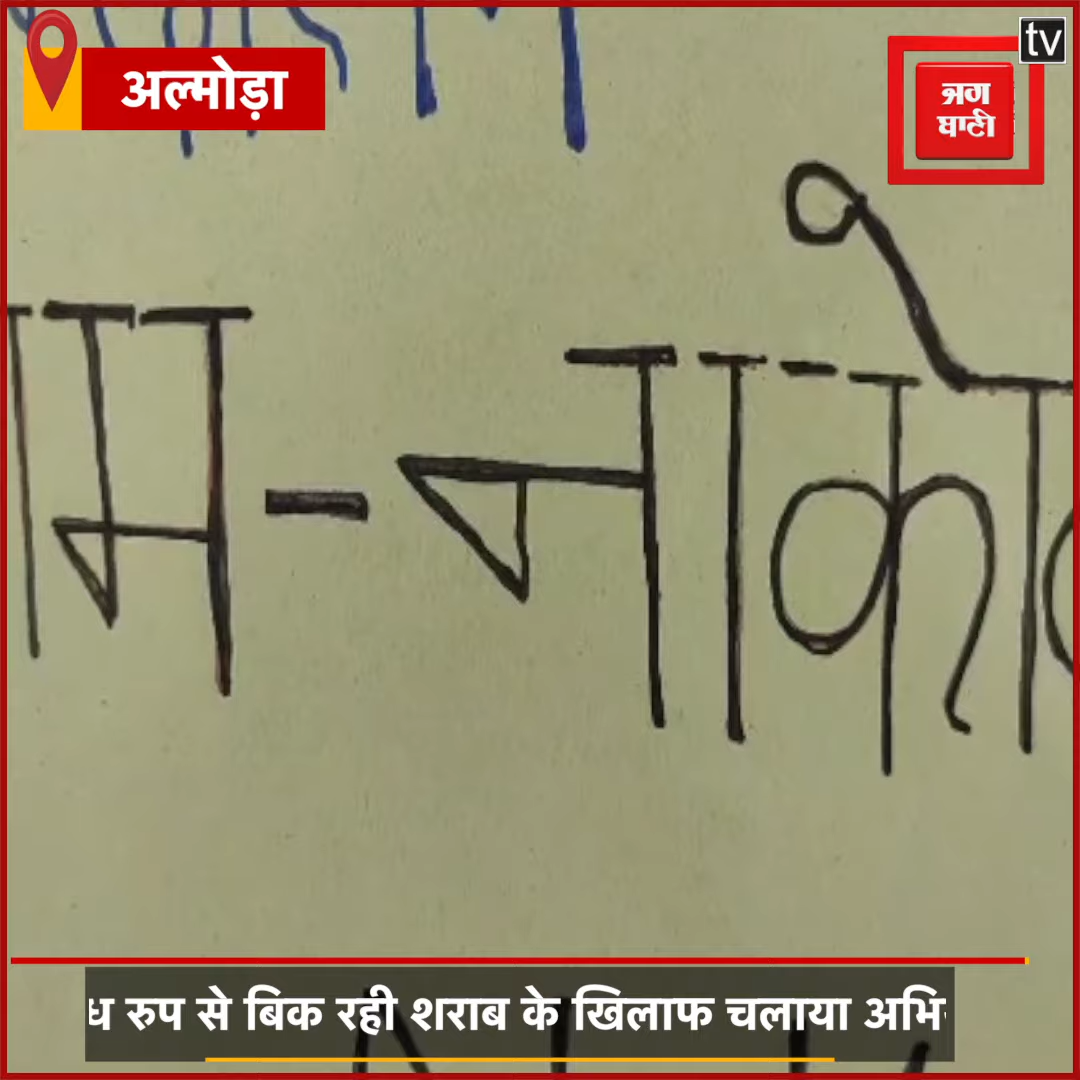 tv
अल्मोड़ा
जग
घाटी
ाम - नाको
ध रुप से बिक रही शराब के खिलाफ चलाया अभि